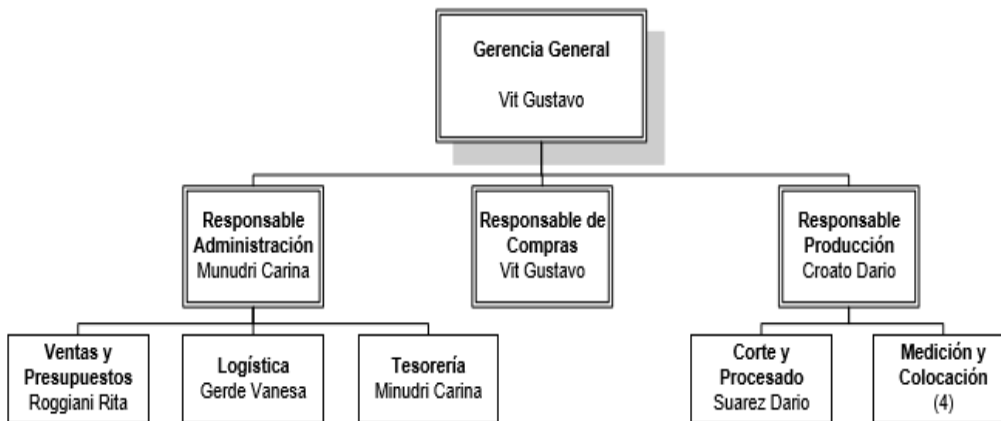 Gerencia General
Vit Gustavo
Responsable
Administración
Munudri Carina
Responsable de
Compras
Vit Gustavo
Responsable
Producción
Croato Dario
Ventas y
Presupuestos
Roggiani Rita
Logística
Gerde Vanesa
Tesorería
Minudri Carina
Corte y
Procesado
Suarez Dario
Medición y
Colocación
(4)